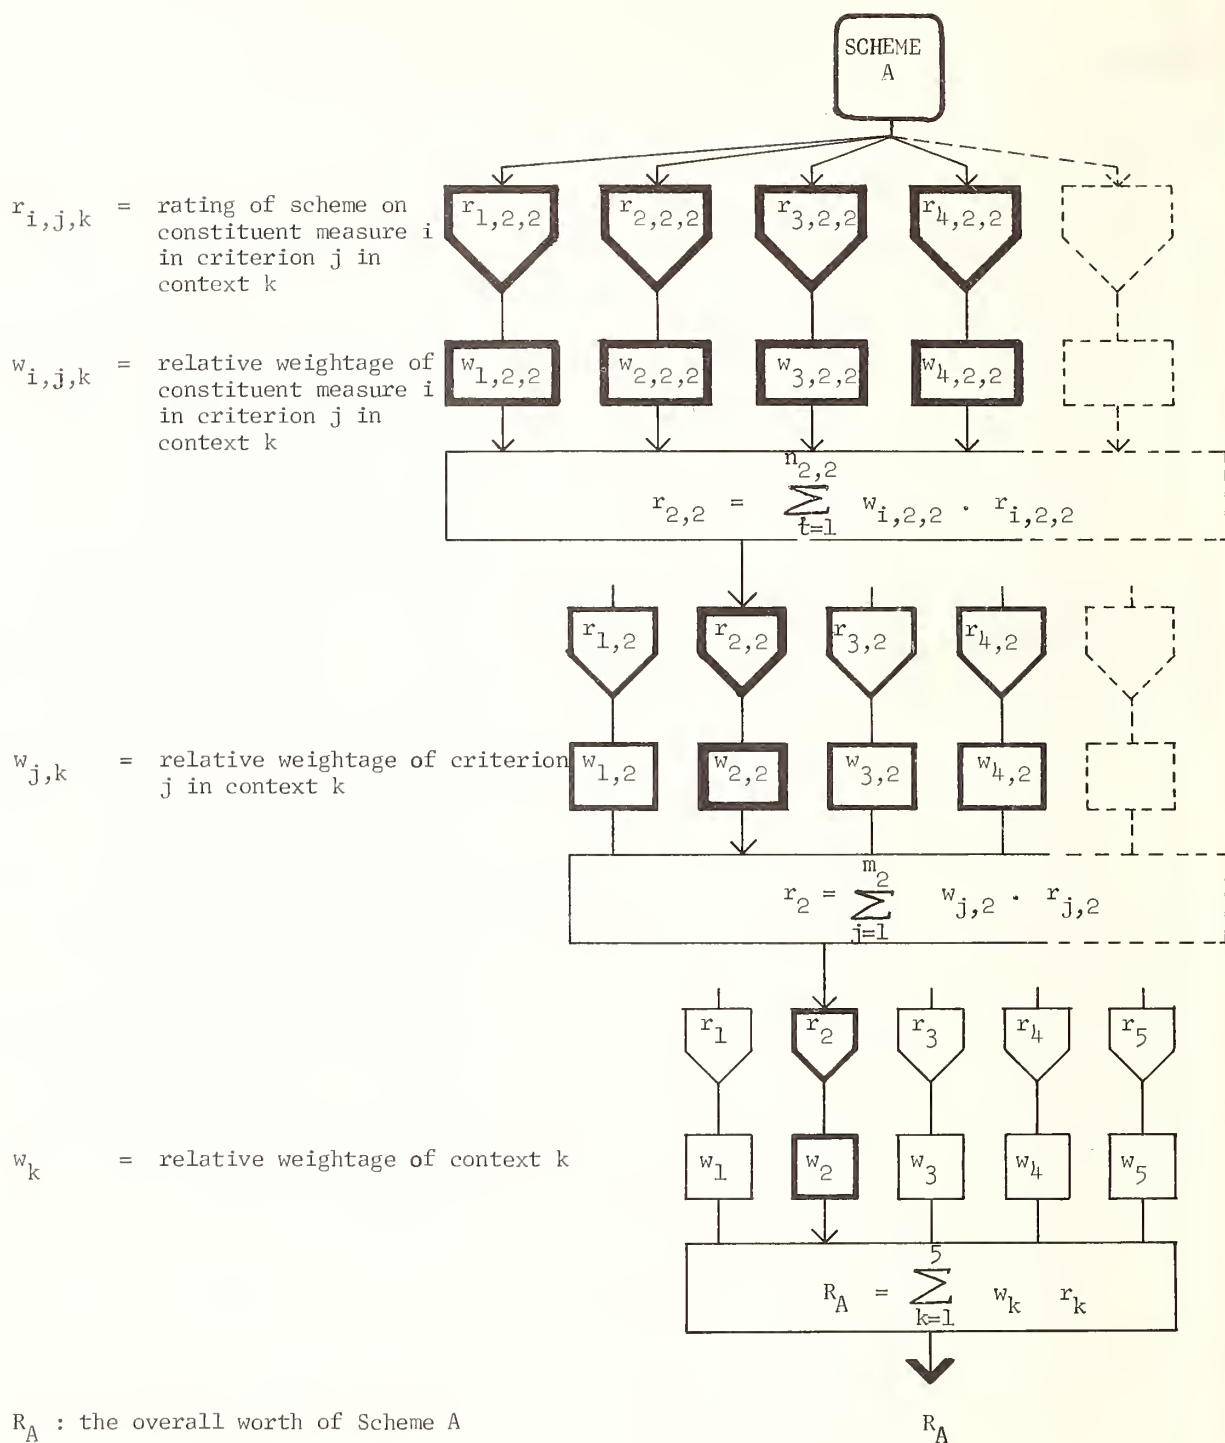 SCHEME
A
r_{i,j,k} = rating of scheme on
constituent measure i
in criterion j in
context k
r_{1,2,2} r_{2,2,2} r_{3,2,2} r_{4,2,2}
w_{i,j,k} = relative weightage of
constituent measure i
in criterion j in
context k
w_{1,2,2} w_{2,2,2} w_{3,2,2} w_{4,2,2}
r_{2,2} = \sum_{t=1}^{n_{2,2}} w_{i,2,2} · r_{i,2,2}
r_{1,2} r_{2,2} r_{3,2} r_{4,2}
w_{j,k} = relative weightage of criterion
j in context k
w_{1,2} w_{2,2} w_{3,2} w_{4,2}
r_2 = \sum_{j=1}^{m_2} w_{j,2} · r_{j,2}
r_1 r_2 r_3 r_4 r_5
w_k = relative weightage of context k
w_1 w_2 w_3 w_4 w_5
R_A = \sum_{k=1}^{5} w_k r_k
R_A : the overall worth of Scheme A
R_A